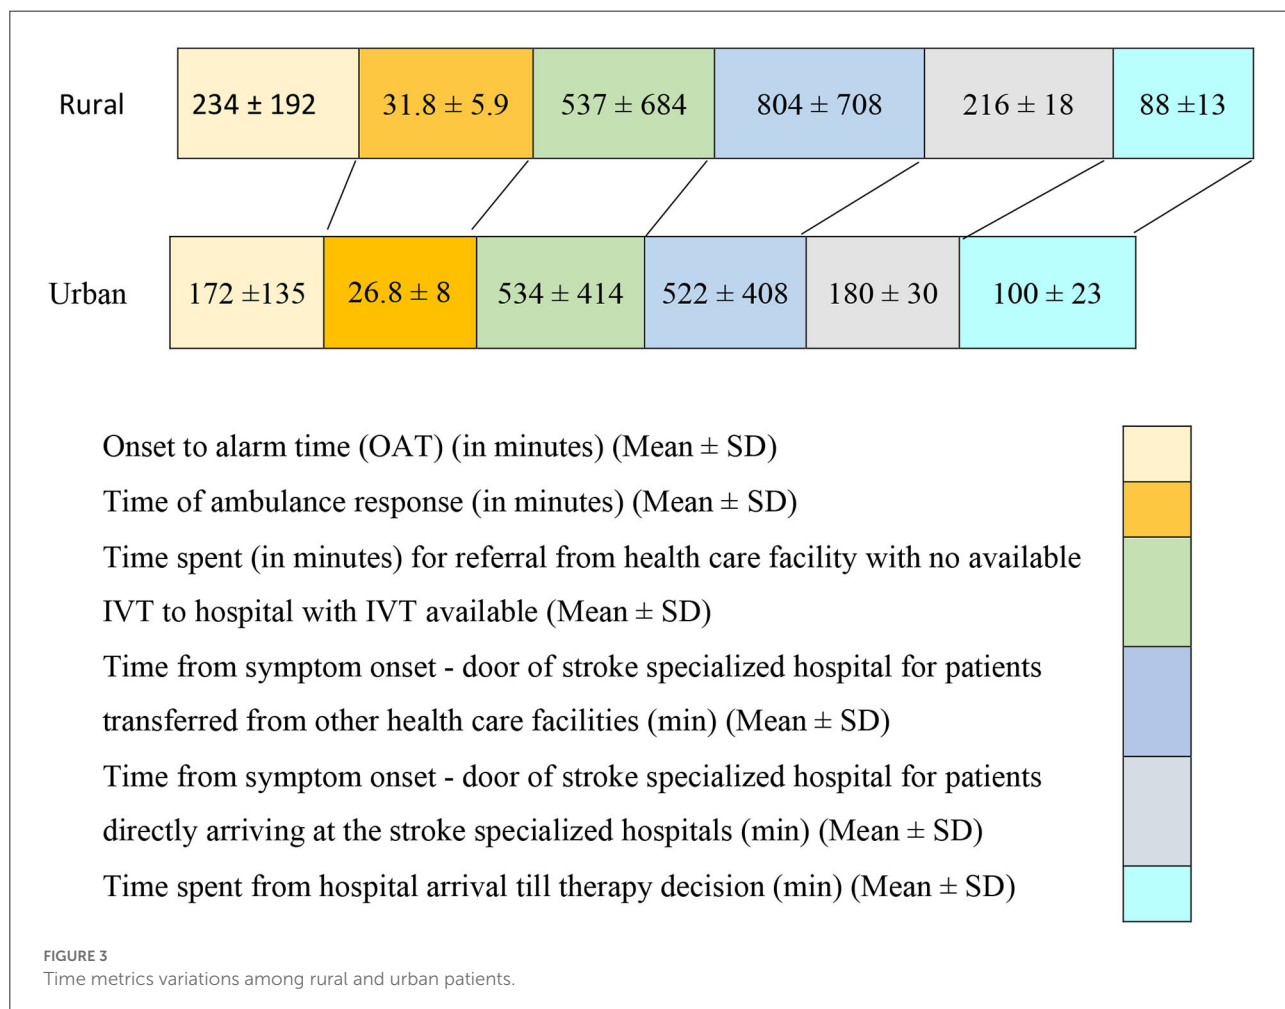 Rural 234 ± 192 31.8 ± 5.9 537 ± 684 804 ± 708 216 ± 18 88 ±13
Urban 172 ±135 26.8 ± 8 534 ± 414 522 ± 408 180 ± 30 100 ± 23
Onset to alarm time (OAT) (in minutes) (Mean ± SD)
Time of ambulance response (in minutes) (Mean ± SD)
Time spent (in minutes) for referral from health care facility with no available
IVT to hospital with IVT available (Mean ± SD)
Time from symptom onset - door of stroke specialized hospital for patients
transferred from other health care facilities (min) (Mean ± SD)
Time from symptom onset - door of stroke specialized hospital for patients
directly arriving at the stroke specialized hospitals (min) (Mean ± SD)
Time spent from hospital arrival till therapy decision (min) (Mean ± SD)
FIGURE 3
Time metrics variations among rural and urban patients.